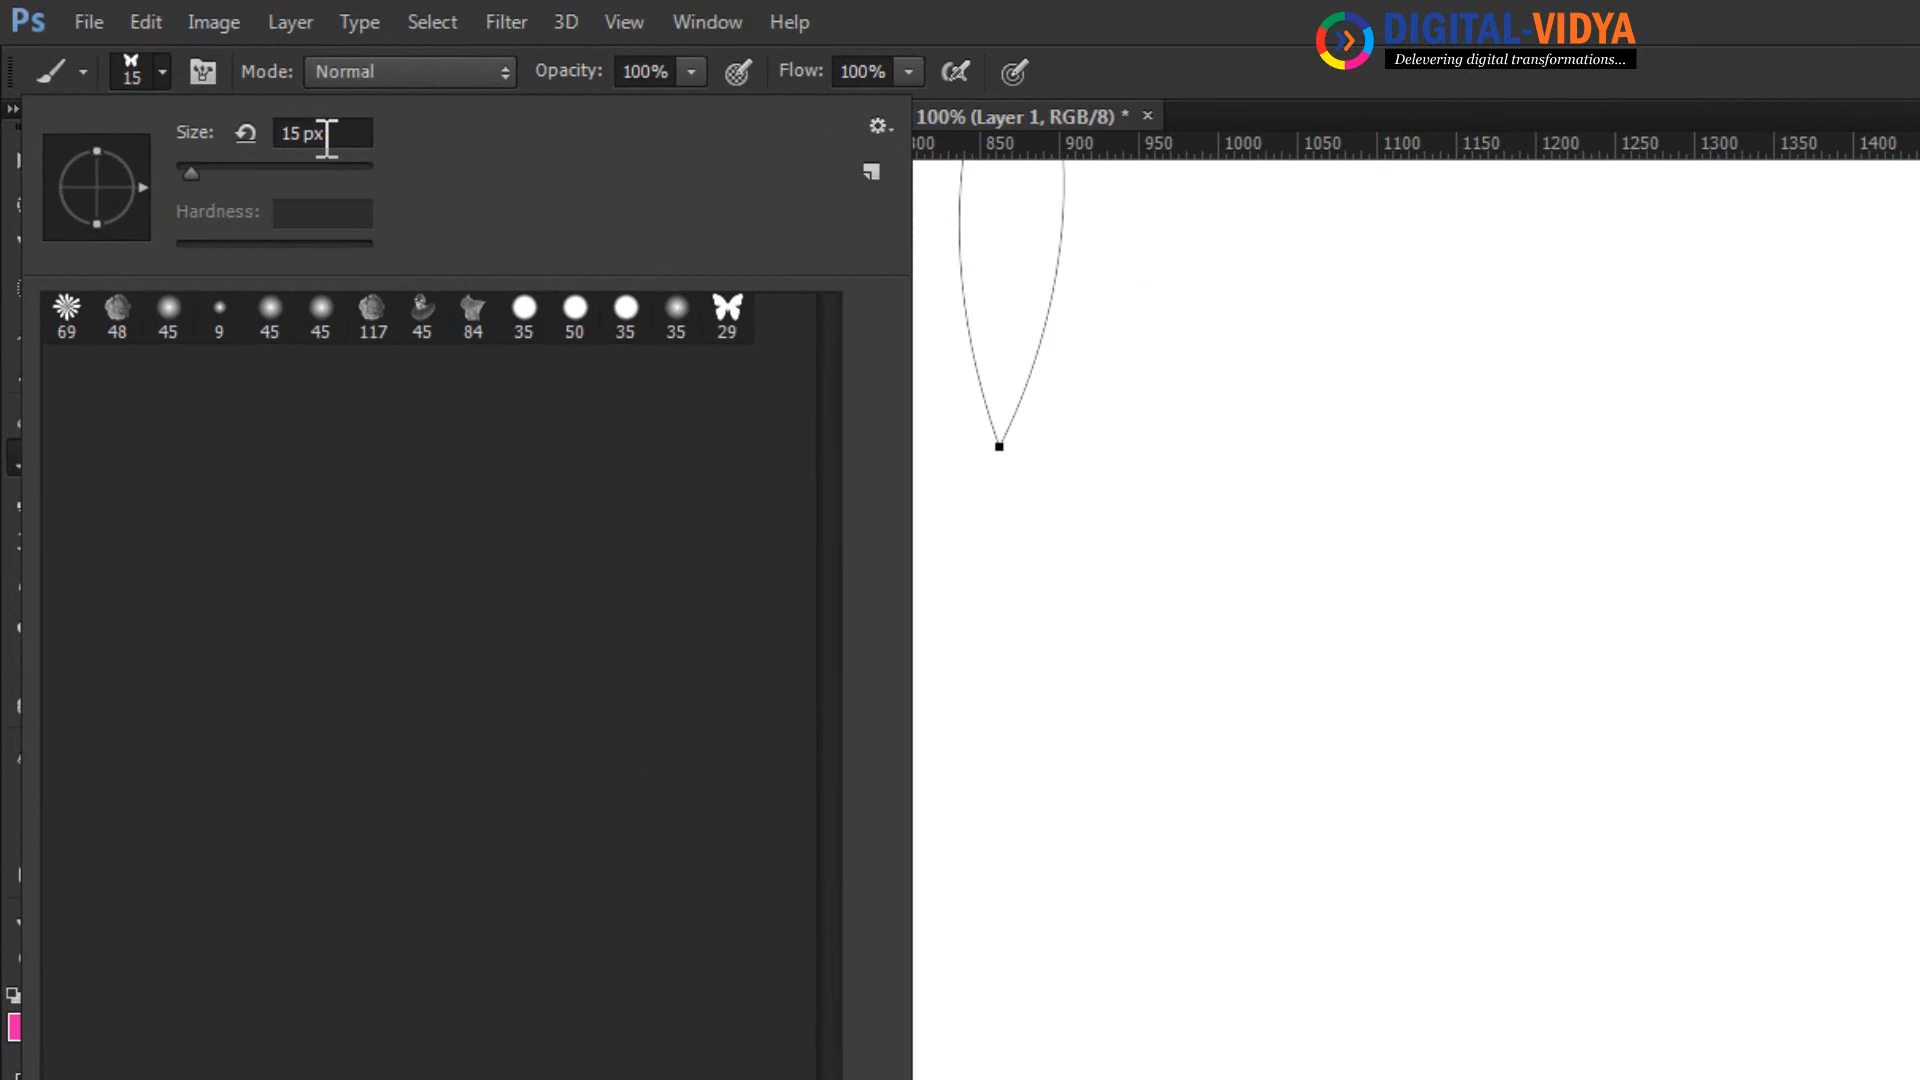 Ps File Edit Image Layer Type Select Filter 3D View Window Help
DIGITAL-VIDYA
Delevering digital transformations...
15 Mode: Normal Opacity: 100% Flow: 100%
Size: 15 px
100% (Layer 1, RGB/8) * ×
300 850 900 950 1000 1050 1100 1150 1200 1250 1300 1350 1400
Hardness:
69 48 45 9 45 45 117 45 84 35 50 35 35 29